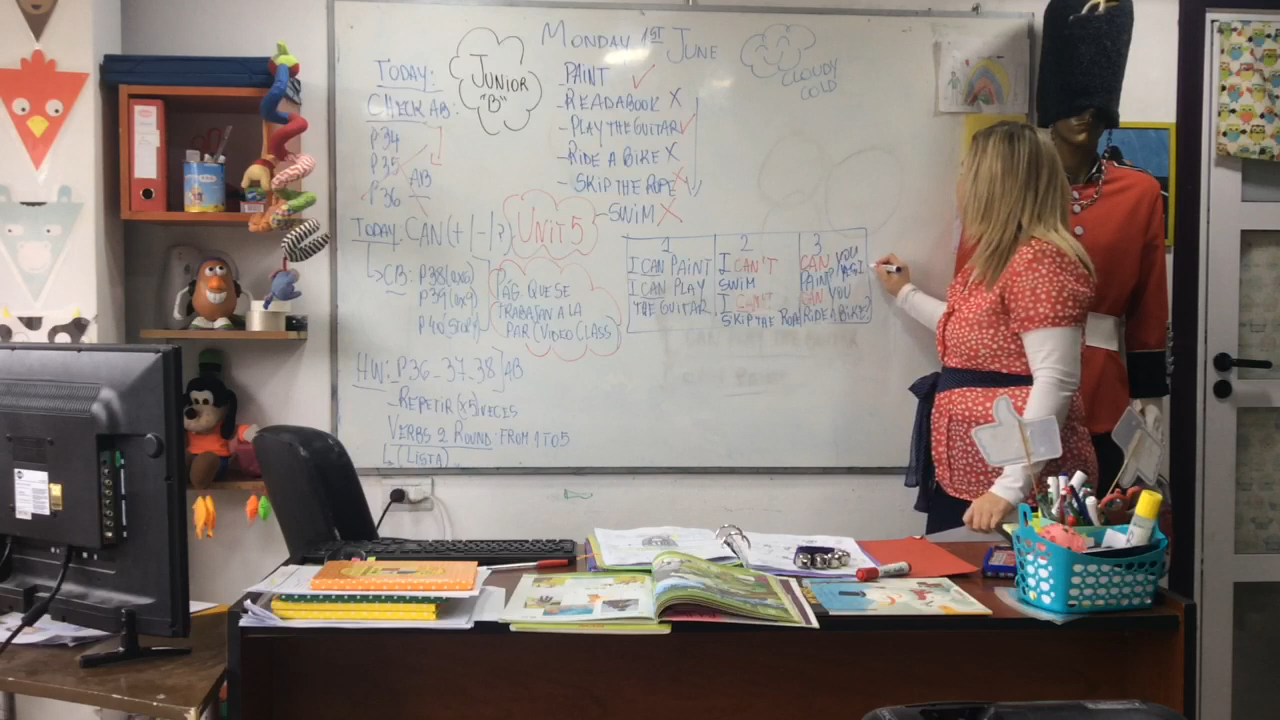 MONDAY 1ST JUNE
CLOUDY
COLD
JUNIOR
"B"
TODAY:
CHECK AB:
P34
P35
P36
AB
PAINT ✓
- READ A BOOK X
- PLAY THE GUITAR ✓
- RIDE A BIKE X
- SKIP THE ROPE X
- SWIM X
TODAY: CAN (+ | - | ?)
UNIT 5
CB: P38
P39
P40 (STORY)
PÁG. QUE SE
TRABAJAN A LA
PAR (VIDEO CLASS
1
I CAN PAINT
I CAN PLAY
THE GUITAR
2
I CAN'T
SWIM
I CAN'T
SKIP THE ROPE
3
CAN YOU
PAINT
CAN YOU
RIDE A BIKE?
HW: P36-37-38] AB
- REPETIR (X5) VECES
VERBS 2 ROUND: FROM 1 TO 5
↳ (LISTA)